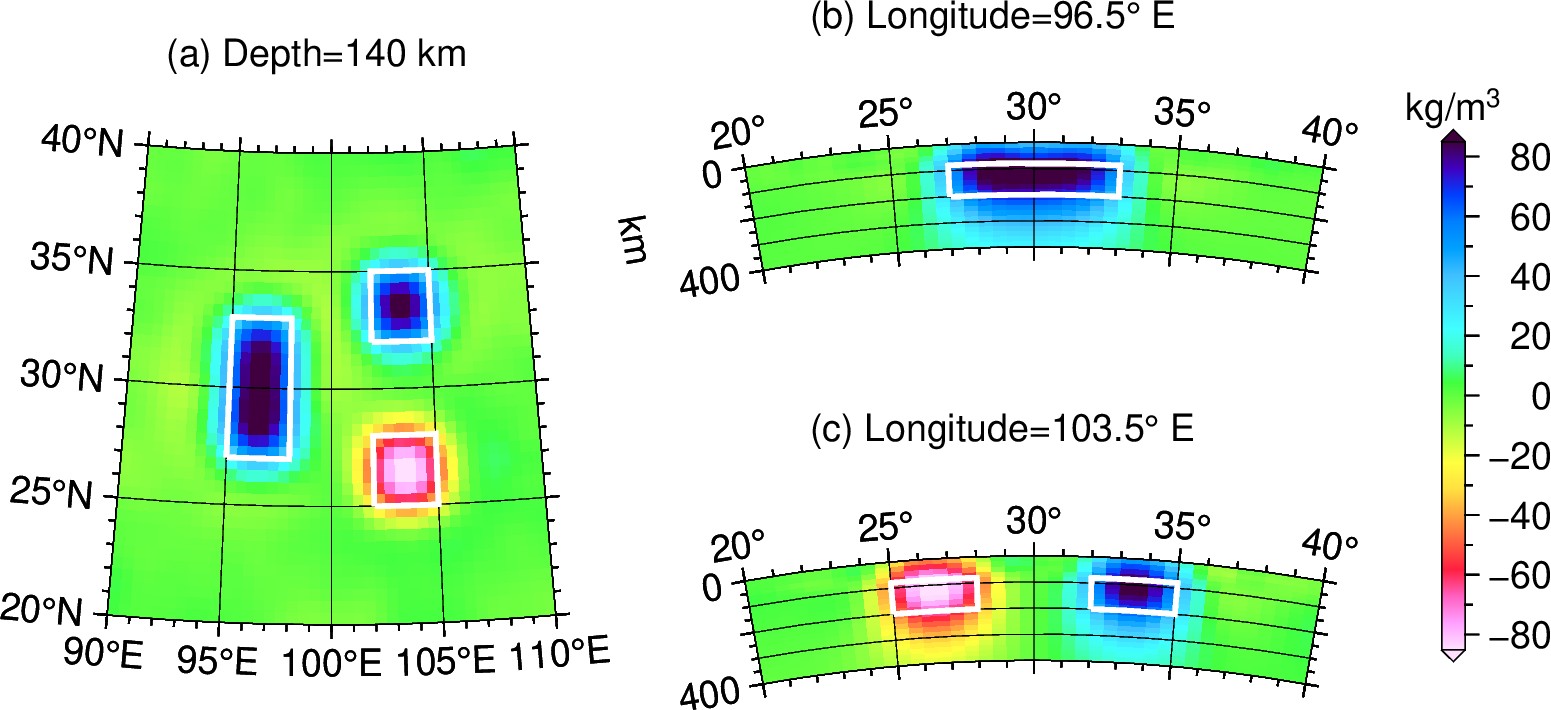 (a) Depth=140 km
40°N
35°N
30°N
25°N
20°N
90°E 95°E 100°E 105°E 110°E
(b) Longitude=96.5° E
20° 25° 30° 35° 40°
0
km
400
(c) Longitude=103.5° E
20° 25° 30° 35° 40°
0
400
kg/m³
80
60
40
20
0
−20
−40
−60
−80